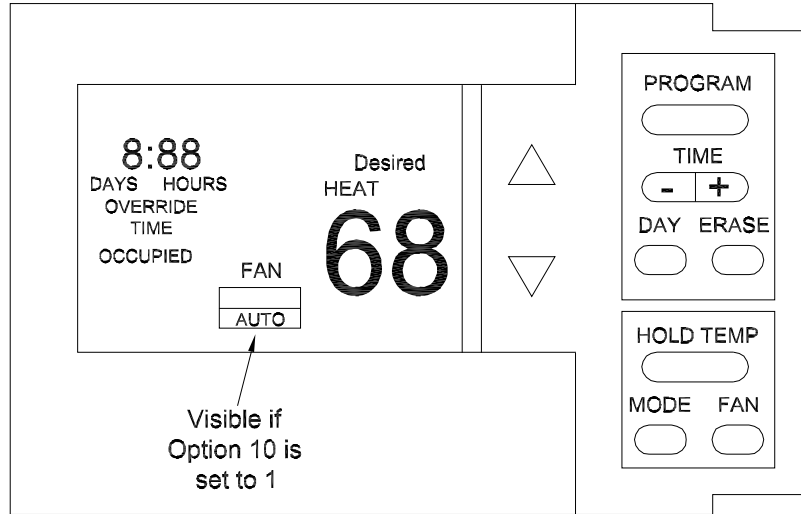 8:88
DAYS HOURS
OVERRIDE
TIME
OCCUPIED
FAN
AUTO
Desired
HEAT
68
Visible if
Option 10 is
set to 1
PROGRAM
TIME
- +
DAY ERASE
HOLD TEMP
MODE FAN